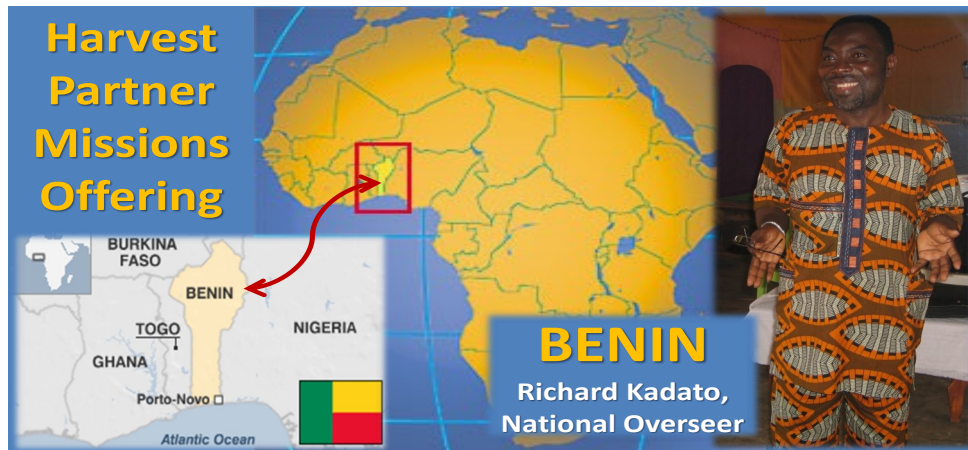 Harvest
Partner
Missions
Offering
BURKINA
FASO
BENIN
TOGO
NIGERIA
GHANA
Porto-Novo
Atlantic Ocean
BENIN
Richard Kadato,
National Overseer